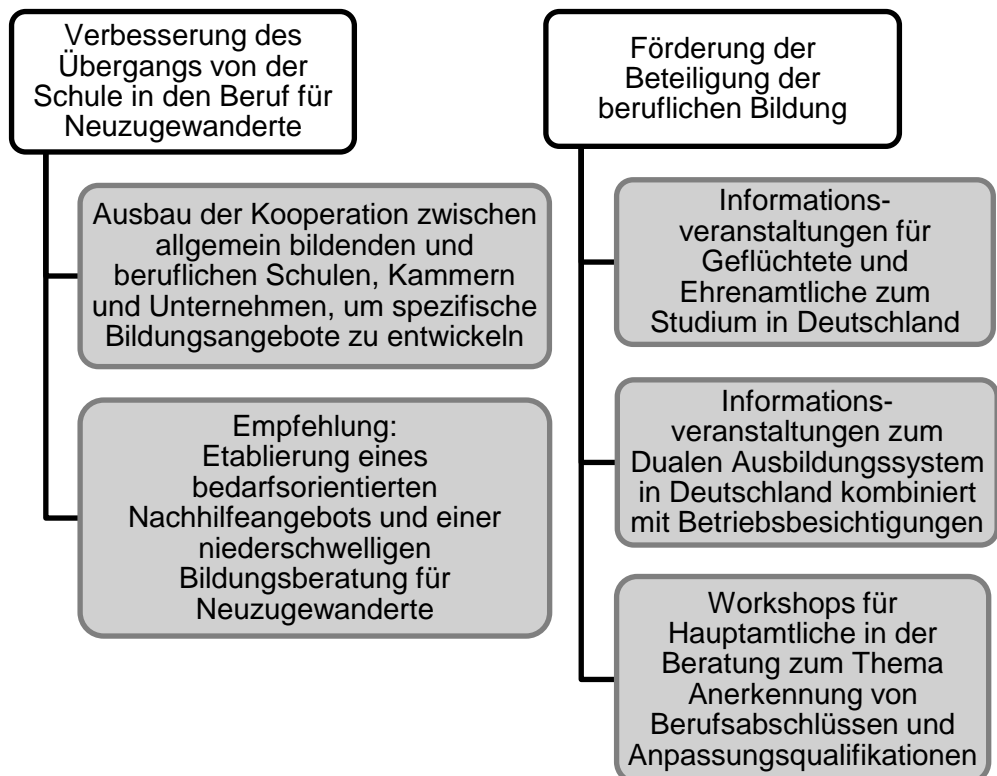 Verbesserung des
Übergangs von der
Schule in den Beruf für
Neuzugewanderte
Ausbau der Kooperation zwischen
allgemein bildenden und
beruflichen Schulen, Kammern
und Unternehmen, um spezifische
Bildungsangebote zu entwickeln
Empfehlung:
Etablierung eines
bedarfsorientierten
Nachhilfeangebots und einer
niederschwelligen
Bildungsberatung für
Neuzugewanderte
Förderung der
Beteiligung der
beruflichen Bildung
Informations-
veranstaltungen für
Geflüchtete und
Ehrenamtliche zum
Studium in Deutschland
Informations-
veranstaltungen zum
Dualen Ausbildungssystem
in Deutschland kombiniert
mit Betriebsbesichtigungen
Workshops für
Hauptamtliche in der
Beratung zum Thema
Anerkennung von
Berufsabschlüssen und
Anpassungsqualifikationen